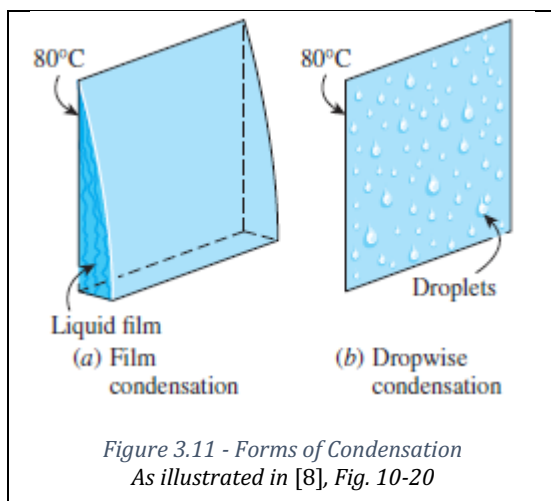 80°C
80°C
Liquid film
Droplets
(a) Film
condensation
(b) Dropwise
condensation
Figure 3.11 - Forms of Condensation
As illustrated in [8], Fig. 10-20